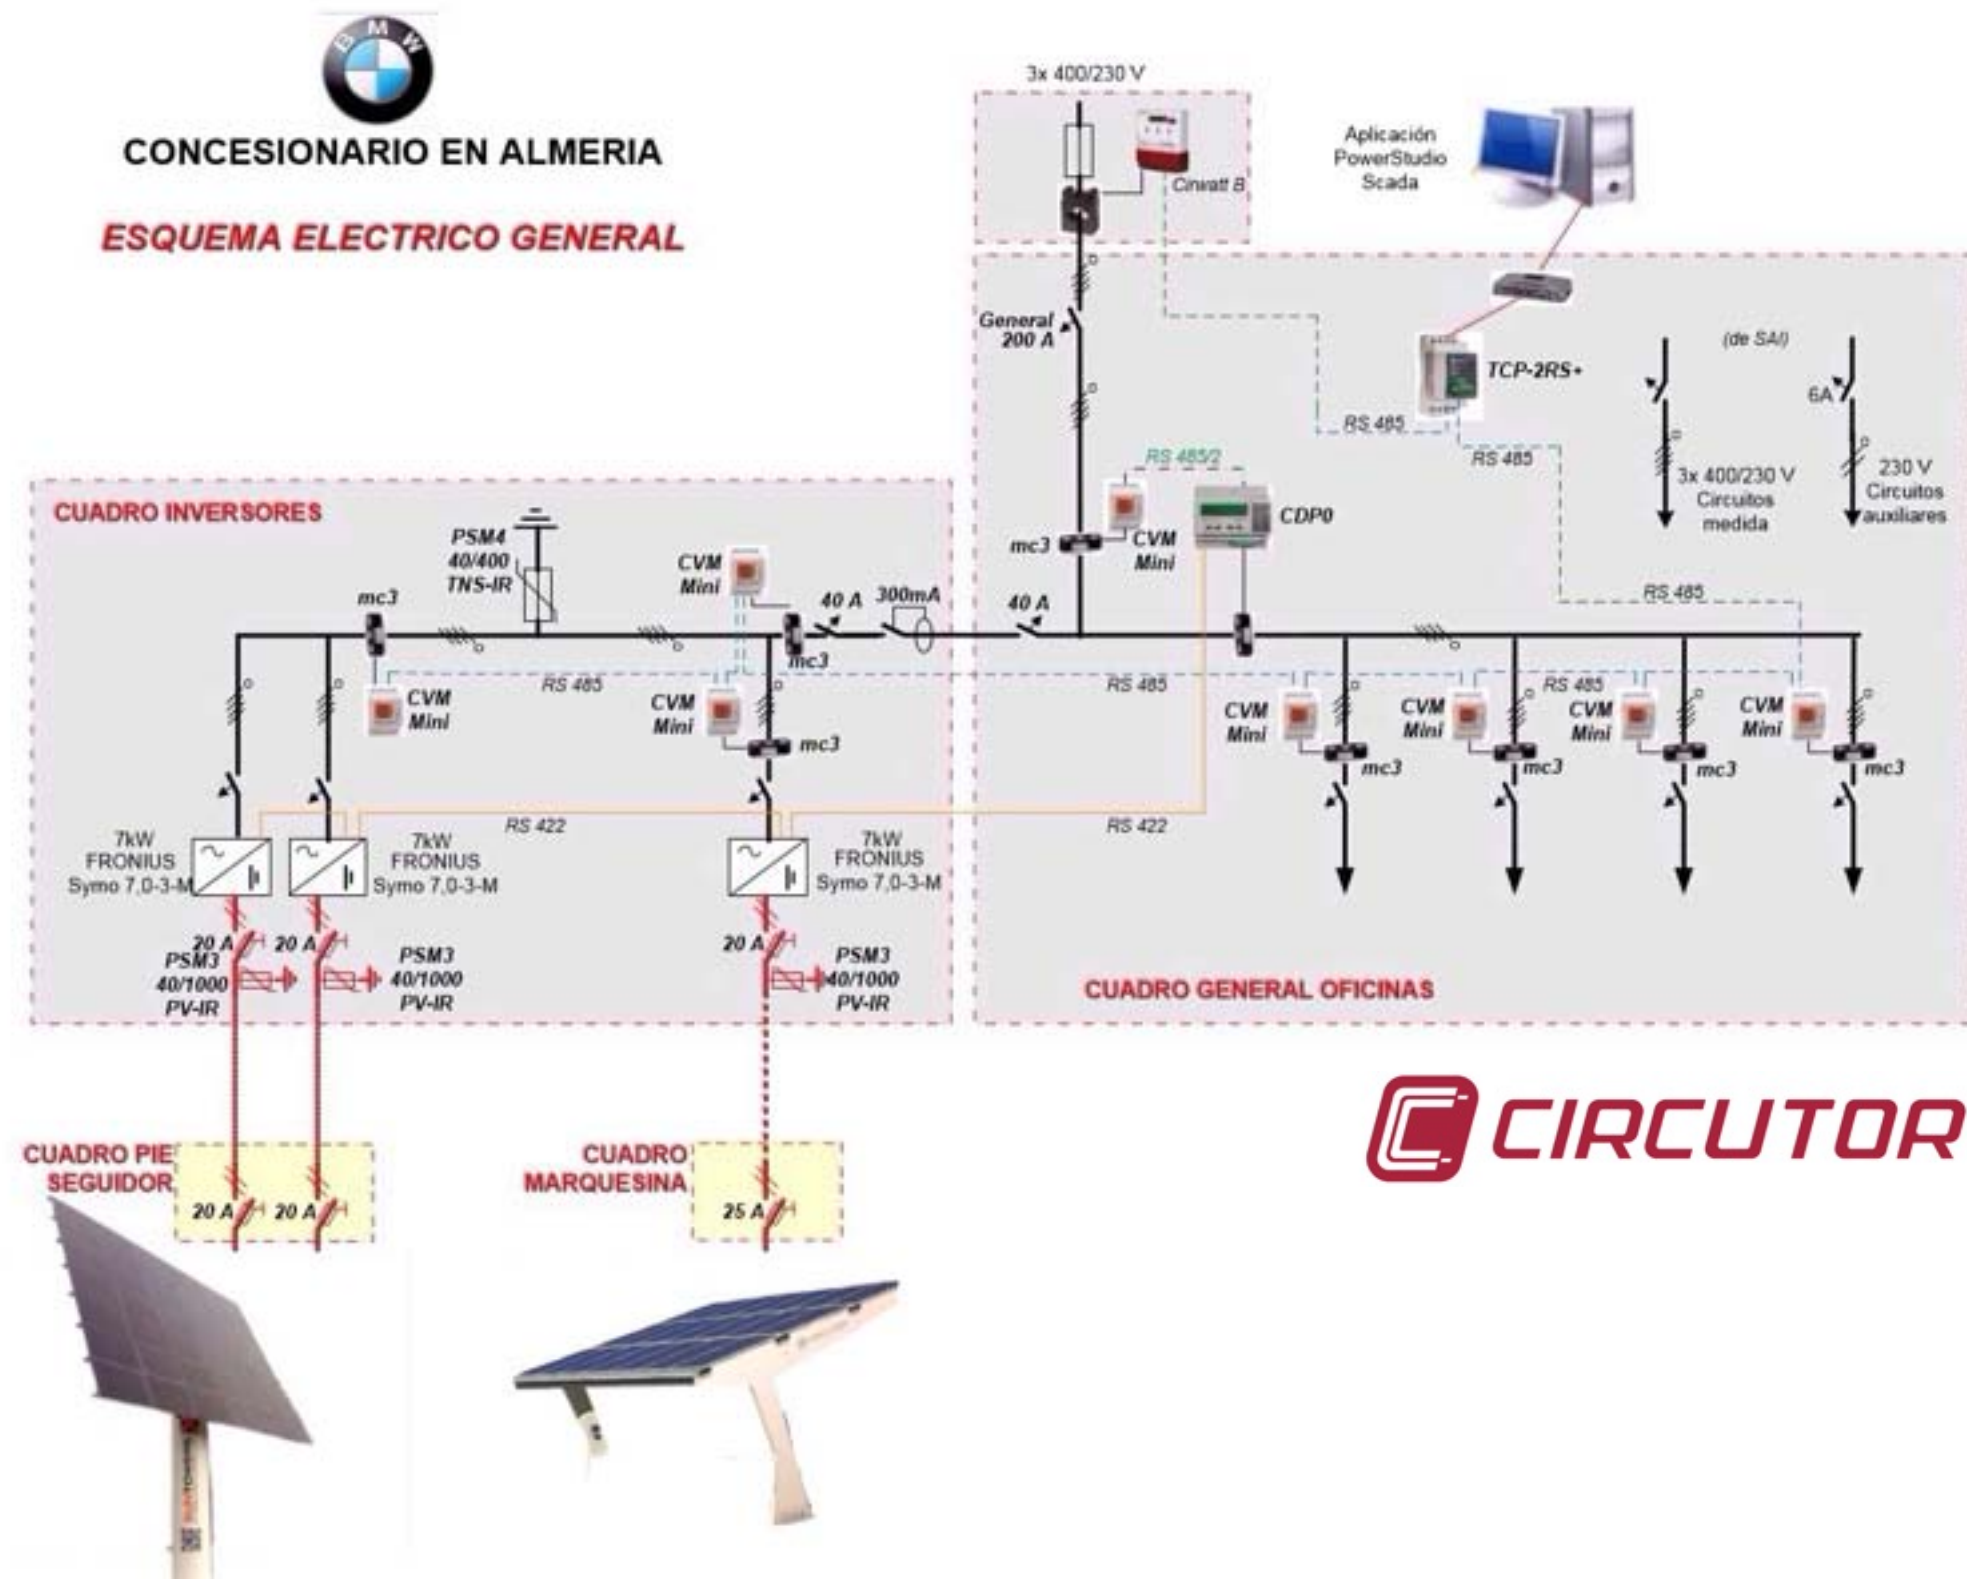 BMW
CONCESIONARIO EN ALMERIA
ESQUEMA ELECTRICO GENERAL
3x 400/230 V
Cirwatt B
Aplicación
PowerStudio
Scada
General
200 A
TCP-2RS+
(de SAI)
6A
RS 485
RS 485
3x 400/230 V
Circuitos
medida
230 V
Circuitos
auxiliares
RS 485/2
CDP0
mc3
CVM
Mini
RS 485
CUADRO INVERSORES
PSM4
40/400
TNS-IR
CVM
Mini
mc3
40 A
300mA
40 A
mc3
RS 485
CVM
Mini
CVM
Mini
mc3
RS 485
RS 485
CVM
Mini
mc3
CVM
Mini
mc3
CVM
Mini
mc3
CVM
Mini
mc3
RS 422
RS 422
7kW
FRONIUS
Symo 7,0-3-M
7kW
FRONIUS
Symo 7,0-3-M
7kW
FRONIUS
Symo 7,0-3-M
20 A
PSM3
40/1000
PV-IR
20 A
PSM3
40/1000
PV-IR
20 A
PSM3
40/1000
PV-IR
CUADRO GENERAL OFICINAS
CIRCUTOR
CUADRO PIE
SEGUIDOR
20 A
20 A
CUADRO
MARQUESINA
25 A